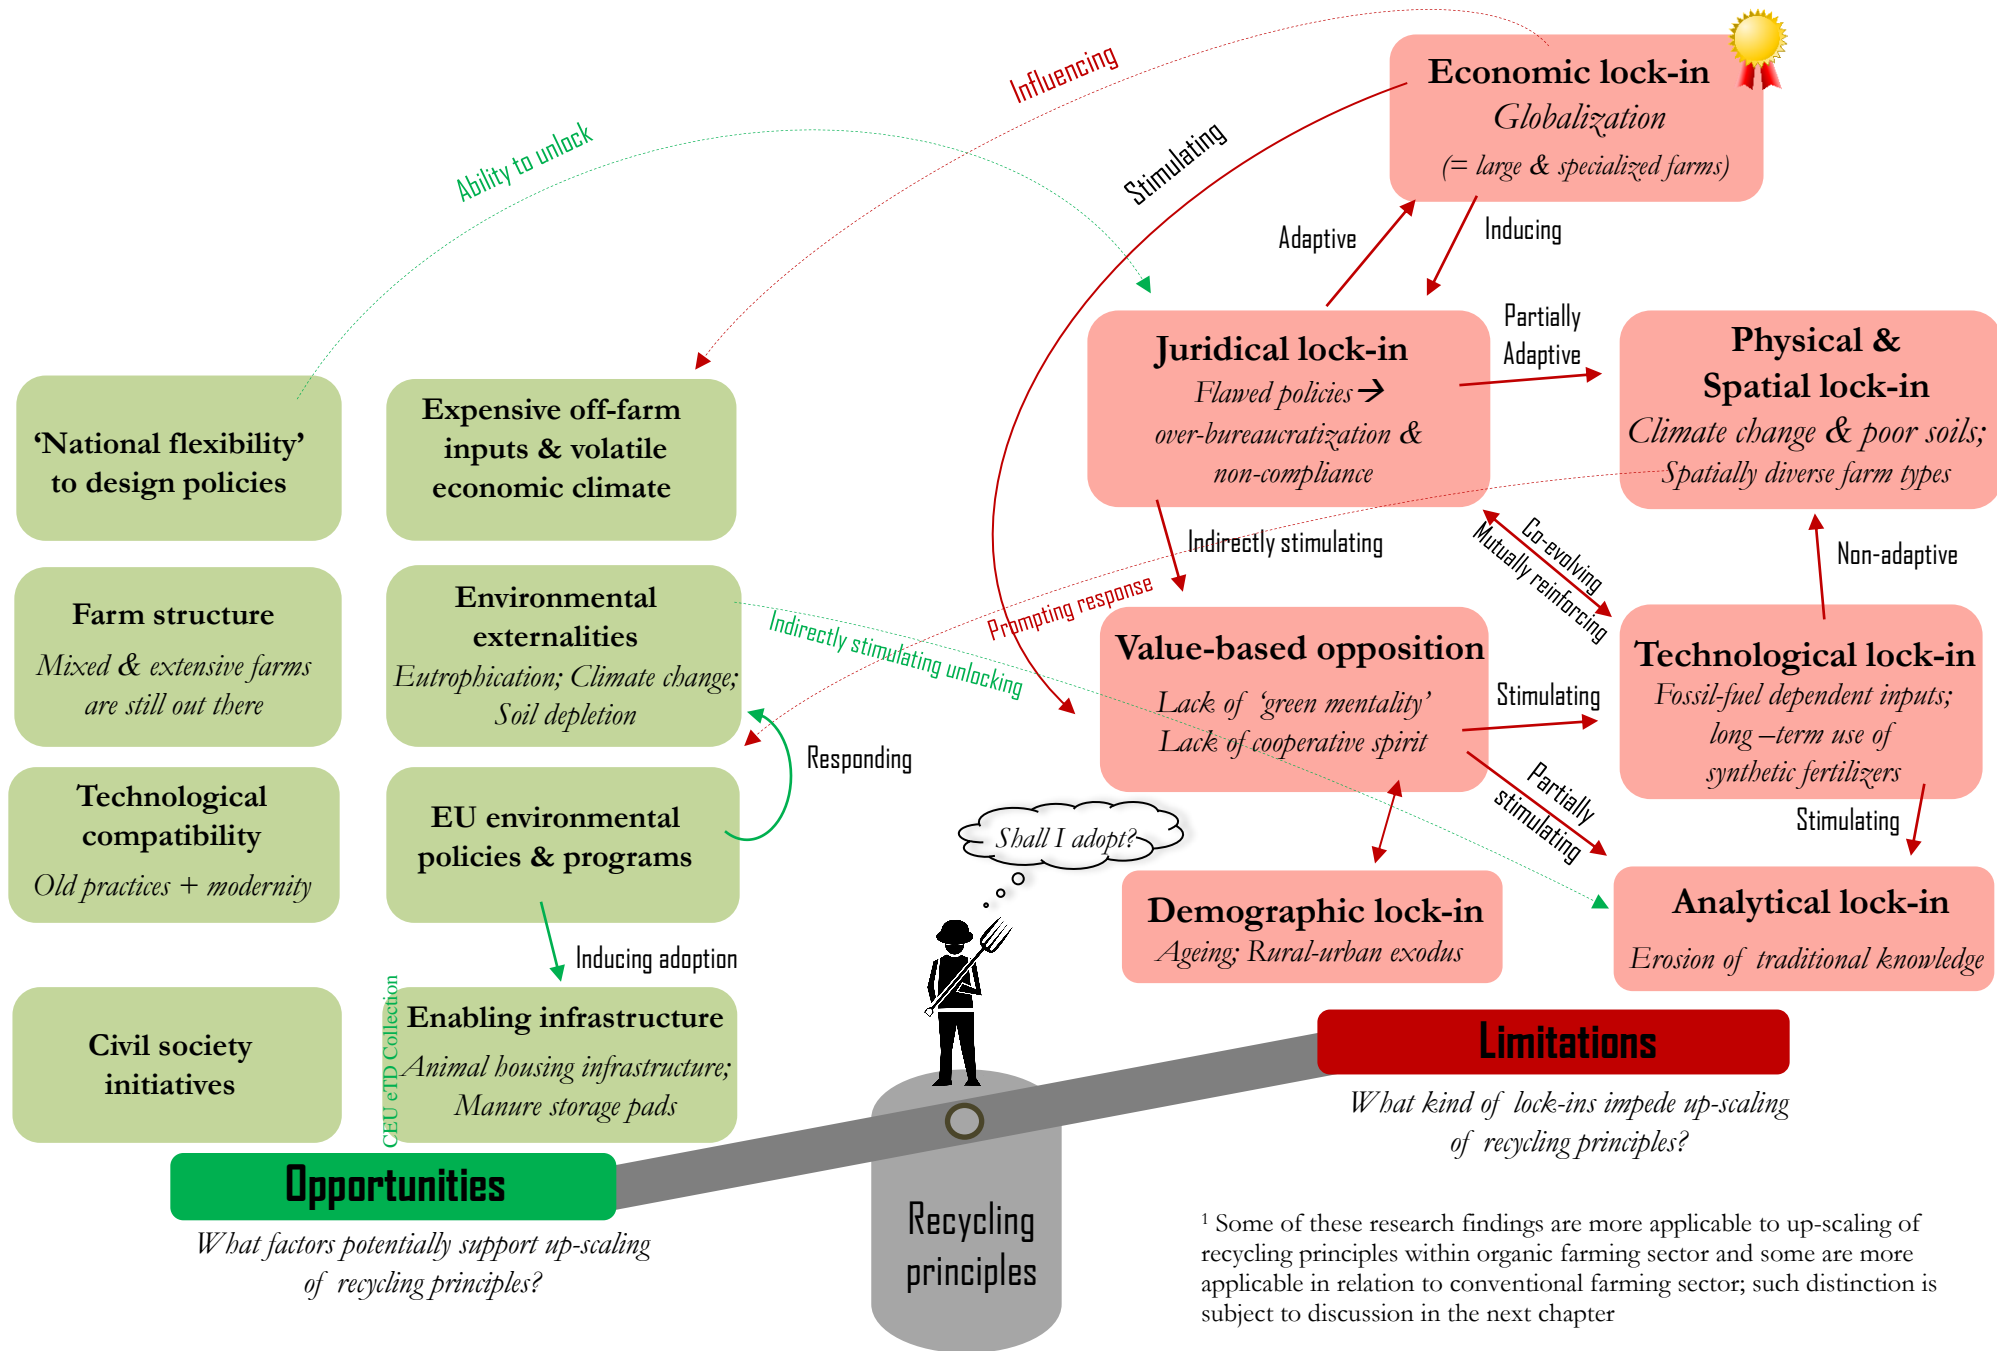 Influencing
Ability to unlock
Stimulating
Economic lock-in
Globalization
(= large & specialized farms)
Adaptive
Inducing
Juridical lock-in
Flawed policies →
over-bureaucratization &
non-compliance
Partially
Adaptive
Physical &
Spatial lock-in
Climate change & poor soils;
Spatially diverse farm types
‘National flexibility’
to design policies
Expensive off-farm
inputs & volatile
economic climate
Indirectly stimulating
Co-evolving
Mutually reinforcing
Non-adaptive
Farm structure
Mixed & extensive farms
are still out there
Environmental
externalities
Eutrophication; Climate change;
Soil depletion
Indirectly stimulating unlocking
Prompting response
Value-based opposition
Lack of ‘green mentality’
Lack of cooperative spirit
Stimulating
Technological lock-in
Fossil-fuel dependent inputs;
long –term use of
synthetic fertilizers
Responding
Partially
stimulating
Stimulating
Technological
compatibility
Old practices + modernity
EU environmental
policies & programs
Shall I adopt?
Demographic lock-in
Ageing; Rural-urban exodus
Analytical lock-in
Erosion of traditional knowledge
Inducing adoption
Civil society
initiatives
CEU eTD Collection
Enabling infrastructure
Animal housing infrastructure;
Manure storage pads
Limitations
What kind of lock-ins impede up-scaling
of recycling principles?
Opportunities
What factors potentially support up-scaling
of recycling principles?
Recycling
principles
1 Some of these research findings are more applicable to up-scaling of
recycling principles within organic farming sector and some are more
applicable in relation to conventional farming sector; such distinction is
subject to discussion in the next chapter